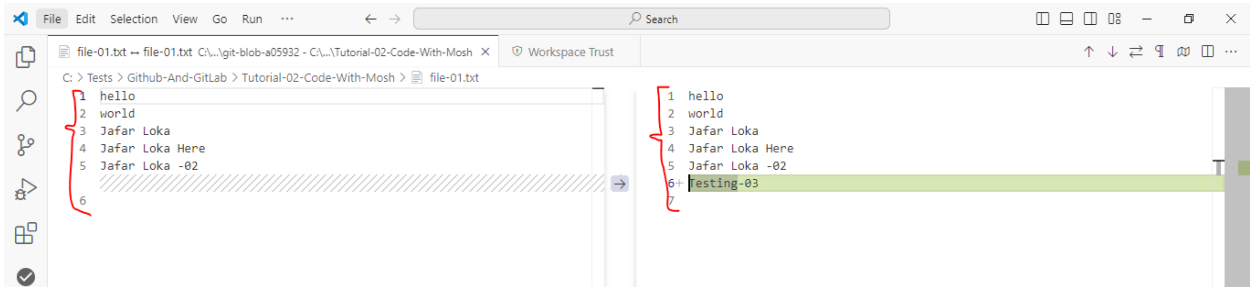 File Edit Selection View Go Run ··· ← → Search
file-01.txt ↔ file-01.txt C:\...\git-blob-a05932 - C:\...\Tutorial-02-Code-With-Mosh × Workspace Trust
C: > Tests > Github-And-GitLab > Tutorial-02-Code-With-Mosh > file-01.txt
1 hello
2 world
3 Jafar Loka
4 Jafar Loka Here
5 Jafar Loka -02
6
1 hello
2 world
3 Jafar Loka
4 Jafar Loka Here
5 Jafar Loka -02
6+ Testing-03
7